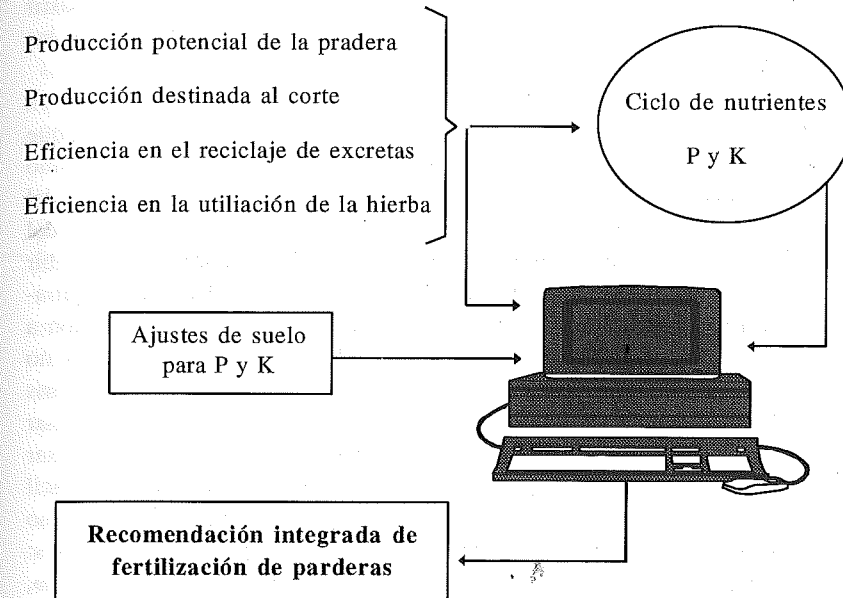 Producción potencial de la pradera
Producción destinada al corte
Eficiencia en el reciclaje de excretas
Eficiencia en la utiliación de la hierba
Ciclo de nutrientes
P y K
Ajustes de suelo
para P y K
Recomendación integrada de
fertilización de parderas